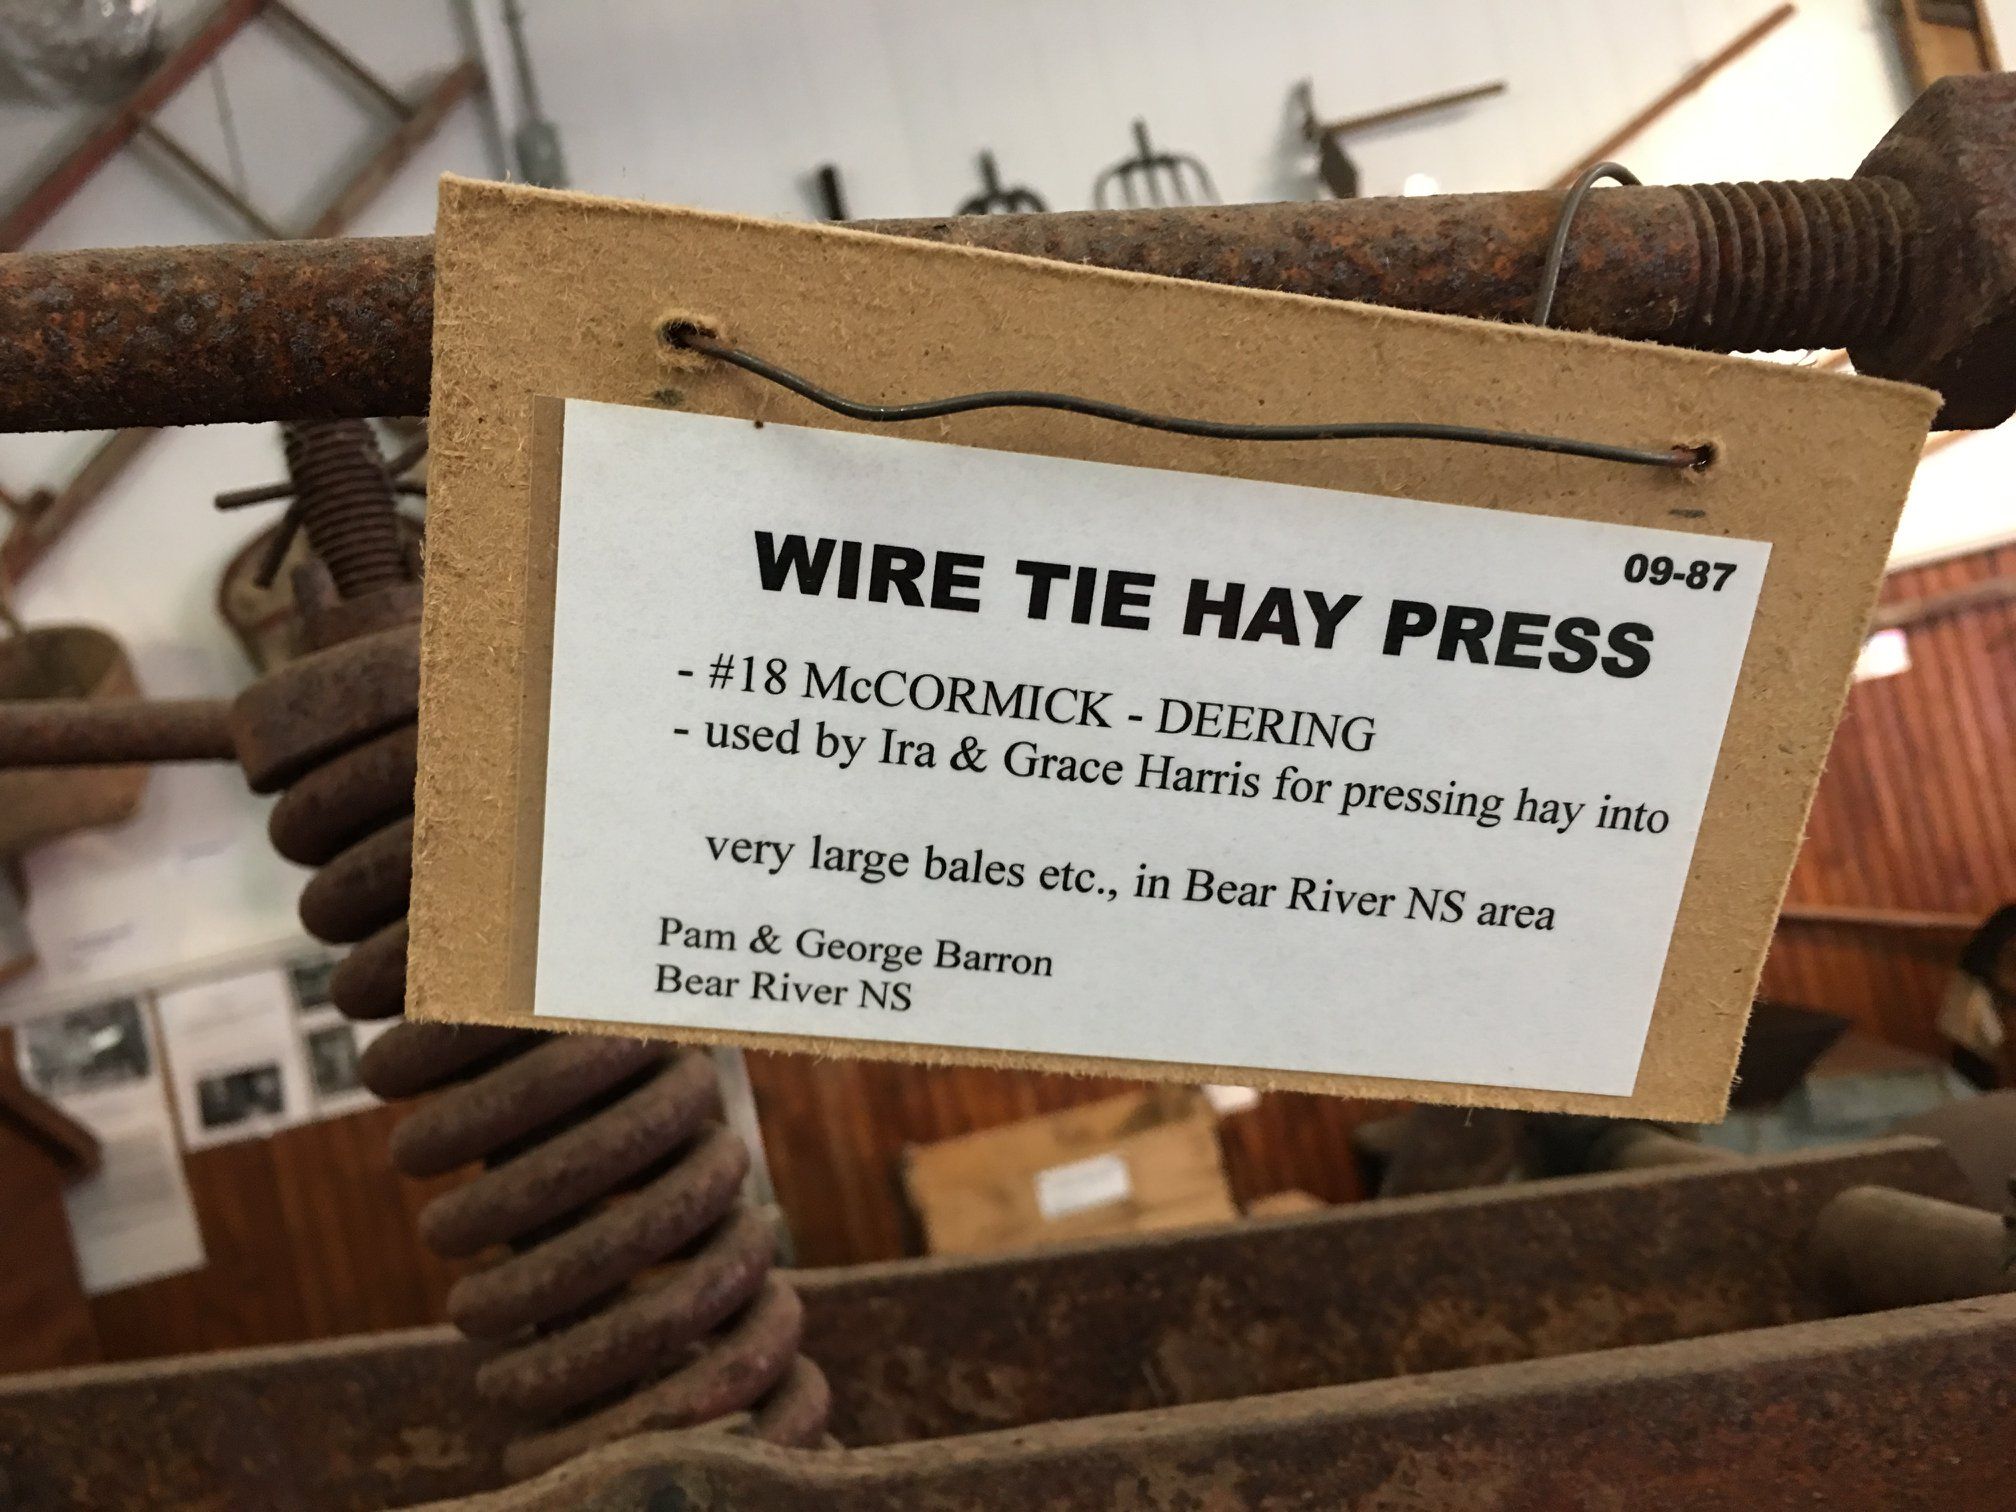 09-87
WIRE TIE HAY PRESS
- #18 McCORMICK - DEERING
- used by Ira & Grace Harris for pressing hay into
very large bales etc., in Bear River NS area
Pam & George Barron
Bear River NS